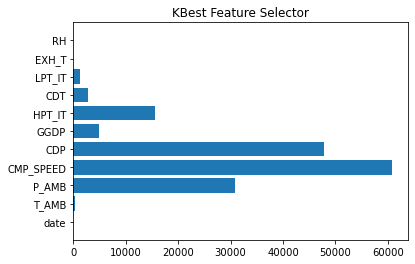 KBest Feature Selector
RH
EXH_T
LPT_IT
CDT
HPT_IT
GGDP
CDP
CMP_SPEED
P_AMB
T_AMB
date
0 10000 20000 30000 40000 50000 60000